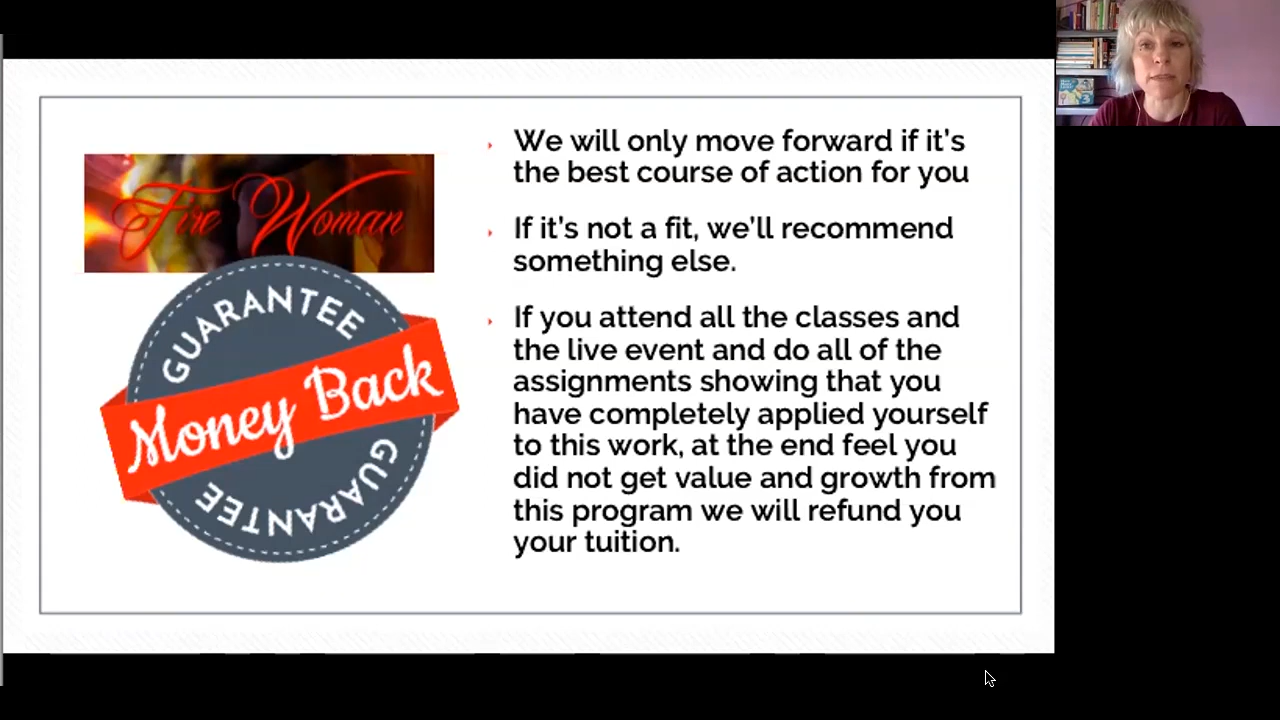 Fire Woman
GUARANTEE
Money Back
GUARANTEE
We will only move forward if it's
the best course of action for you
If it's not a fit, we'll recommend
something else.
If you attend all the classes and
the live event and do all of the
assignments showing that you
have completely applied yourself
to this work, at the end feel you
did not get value and growth from
this program we will refund you
your tuition.